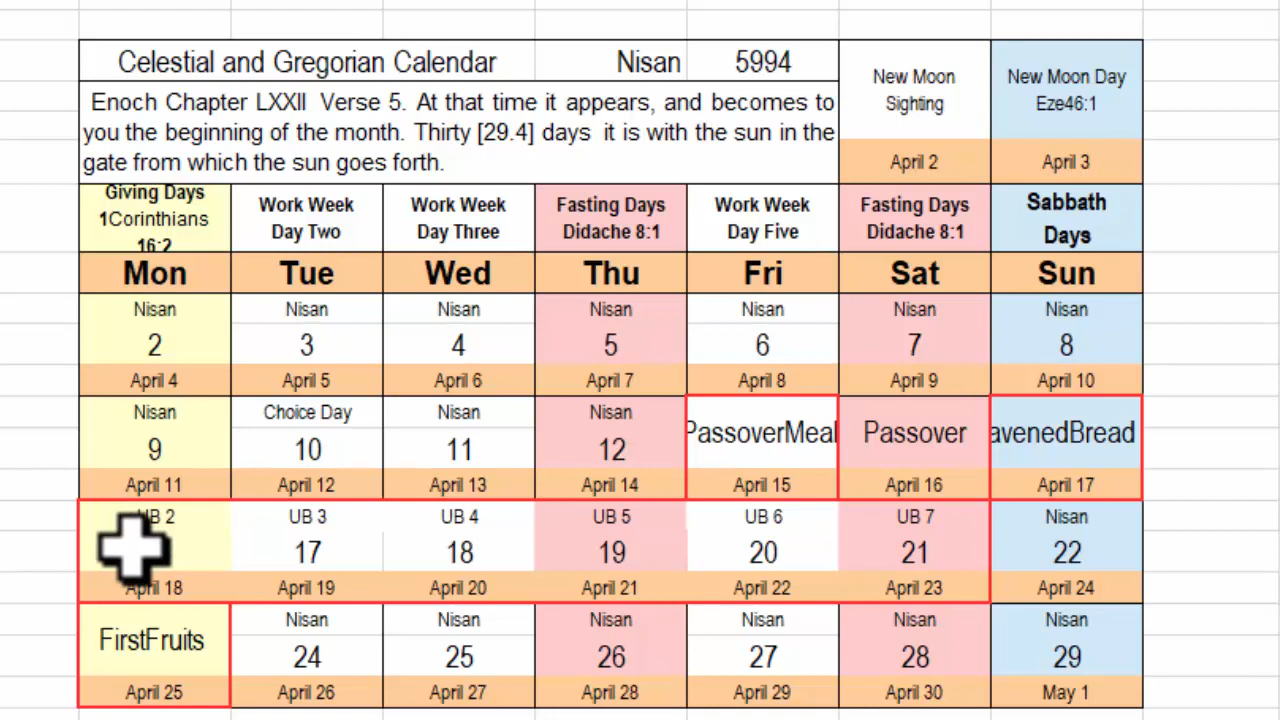 Celestial and Gregorian Calendar Nisan 5994
New Moon
Sighting
April 2
New Moon Day
Eze46:1
April 3
Enoch Chapter LXXII Verse 5. At that time it appears, and becomes to
you the beginning of the month. Thirty [29.4] days it is with the sun in the
gate from which the sun goes forth.
Giving Days
1Corinthians
16:2
Work Week
Day Two
Work Week
Day Three
Fasting Days
Didache 8:1
Work Week
Day Five
Fasting Days
Didache 8:1
Sabbath
Days
Mon Tue Wed Thu Fri Sat Sun
Nisan Nisan Nisan Nisan Nisan Nisan Nisan
2 3 4 5 6 7 8
April 4 April 5 April 6 April 7 April 8 April 9 April 10
Nisan Choice Day Nisan Nisan PassoverMeal Passover avenedBread
9 10 11 12
April 11 April 12 April 13 April 14 April 15 April 16 April 17
UB 2 UB 3 UB 4 UB 5 UB 6 UB 7 Nisan
17 18 19 20 21 22
April 18 April 19 April 20 April 21 April 22 April 23 April 24
FirstFruits Nisan Nisan Nisan Nisan Nisan Nisan
24 25 26 27 28 29
April 25 April 26 April 27 April 28 April 29 April 30 May 1